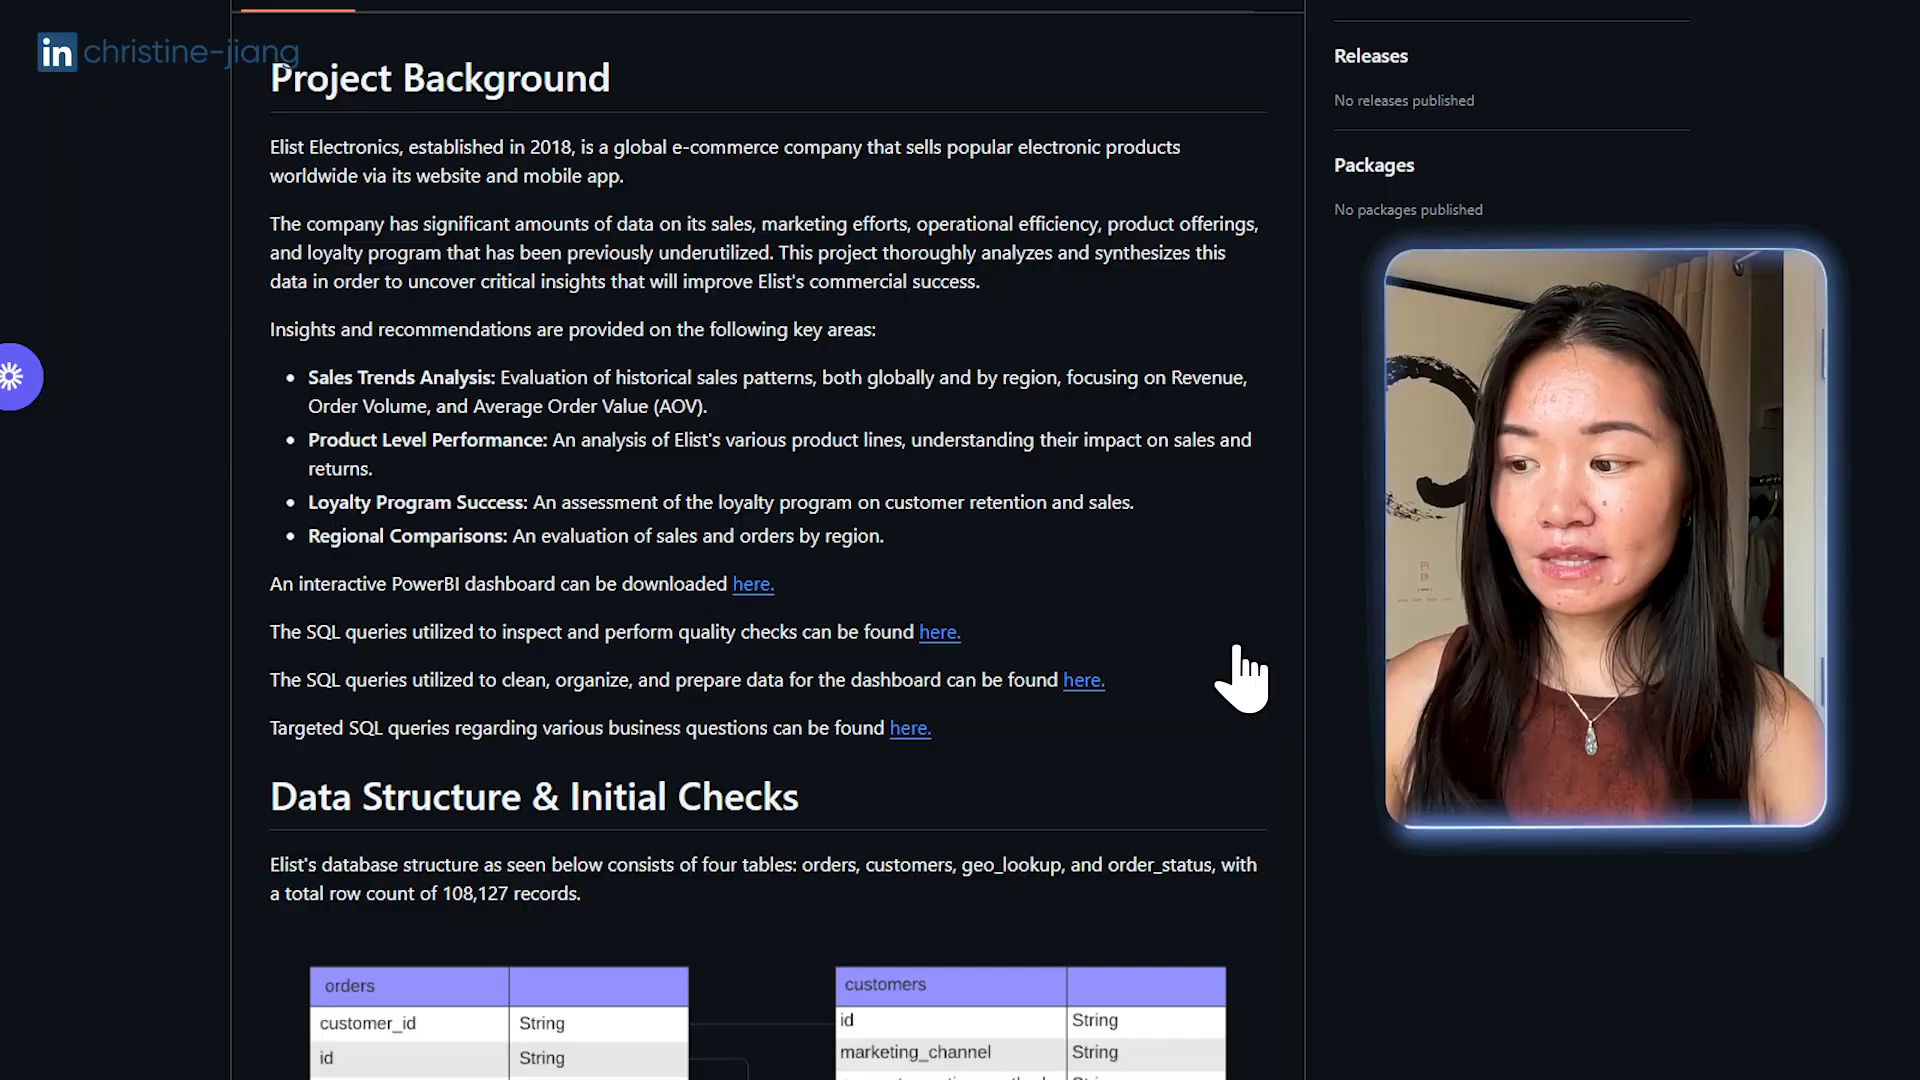 in christine-jiang
Project Background
Elist Electronics, established in 2018, is a global e-commerce company that sells popular electronic products
worldwide via its website and mobile app.
The company has significant amounts of data on its sales, marketing efforts, operational efficiency, product offerings,
and loyalty program that has been previously underutilized. This project thoroughly analyzes and synthesizes this
data in order to uncover critical insights that will improve Elist's commercial success.
Insights and recommendations are provided on the following key areas:
Sales Trends Analysis: Evaluation of historical sales patterns, both globally and by region, focusing on Revenue,
Order Volume, and Average Order Value (AOV).
Product Level Performance: An analysis of Elist's various product lines, understanding their impact on sales and
returns.
Loyalty Program Success: An assessment of the loyalty program on customer retention and sales.
Regional Comparisons: An evaluation of sales and orders by region.
An interactive PowerBI dashboard can be downloaded here.
The SQL queries utilized to inspect and perform quality checks can be found here.
The SQL queries utilized to clean, organize, and prepare data for the dashboard can be found here.
Targeted SQL queries regarding various business questions can be found here.
Data Structure & Initial Checks
Elist's database structure as seen below consists of four tables: orders, customers, geo_lookup, and order_status, with
a total row count of 108,127 records.
orders
customer_id String
id String
customers
id String
marketing_channel String
Releases
No releases published
Packages
No packages published